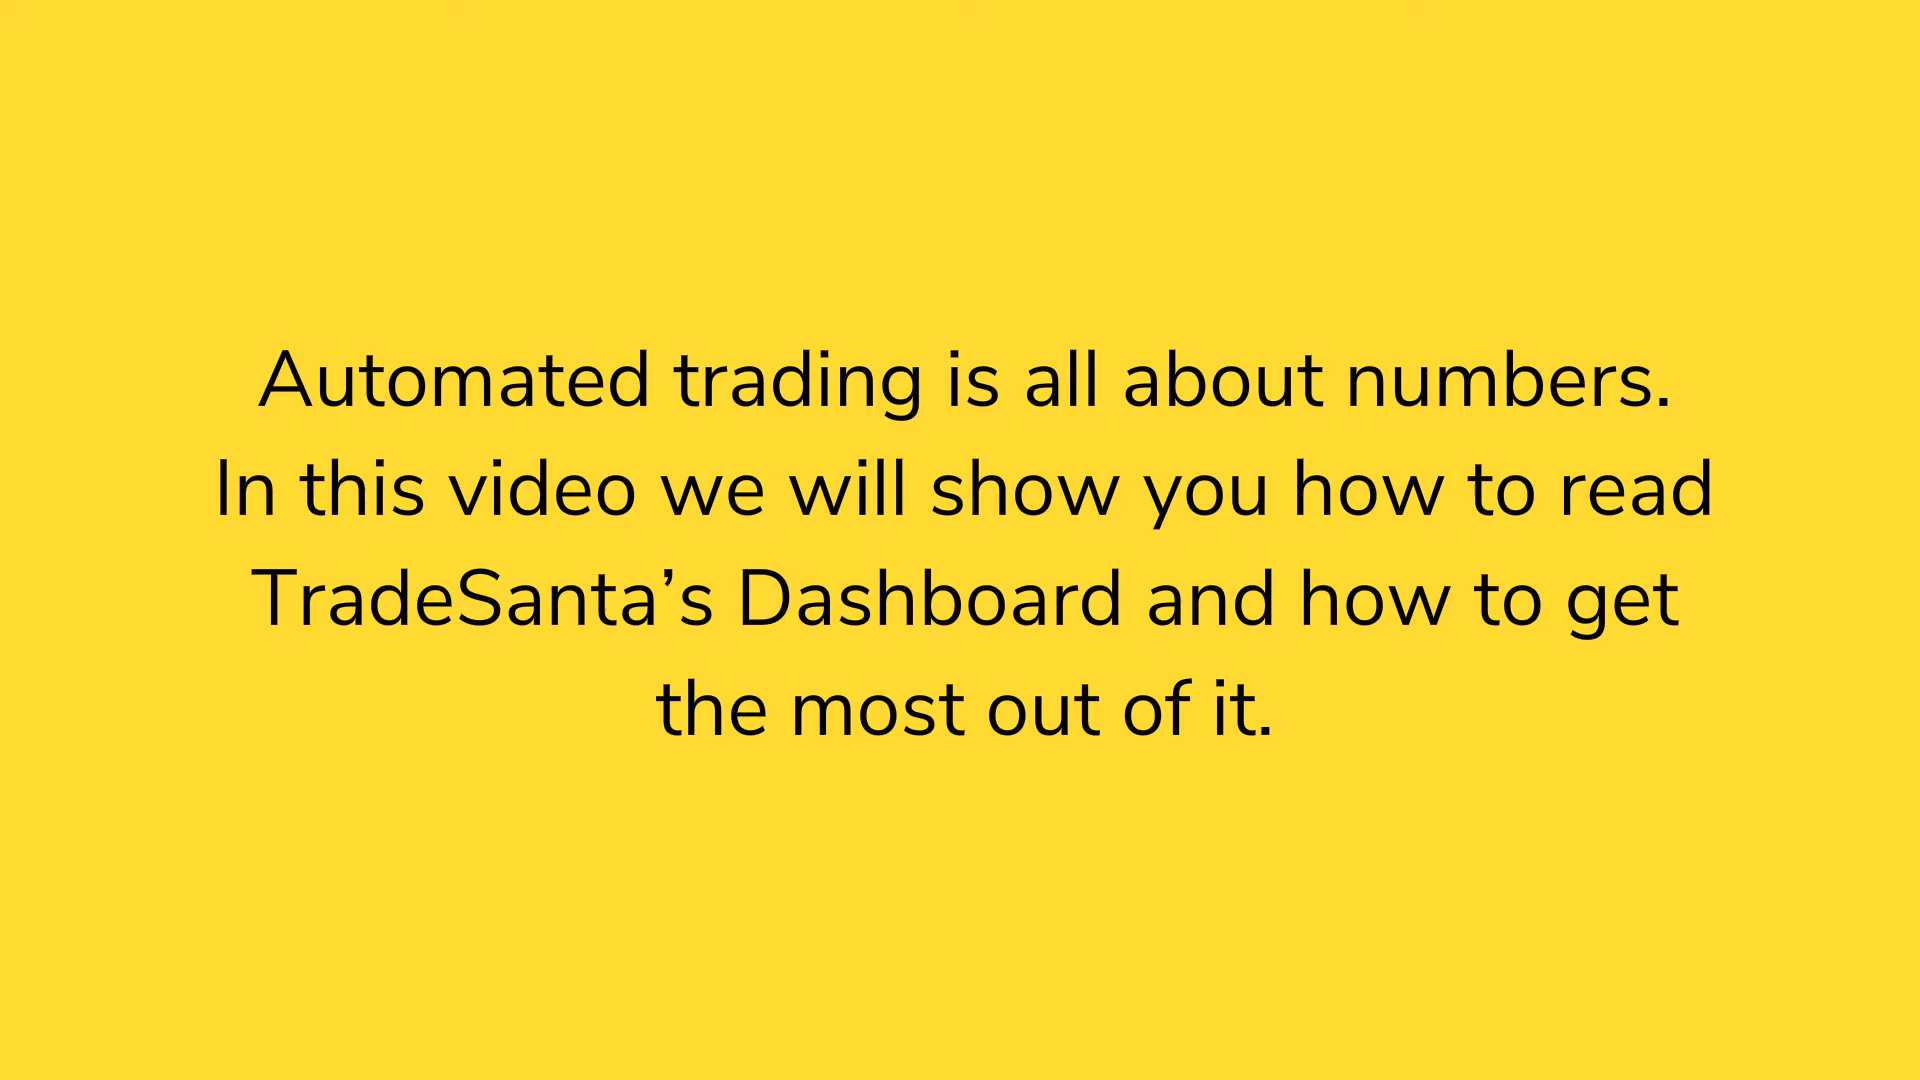 Automated trading is all about numbers.
In this video we will show you how to read
TradeSanta’s Dashboard and how to get
the most out of it.